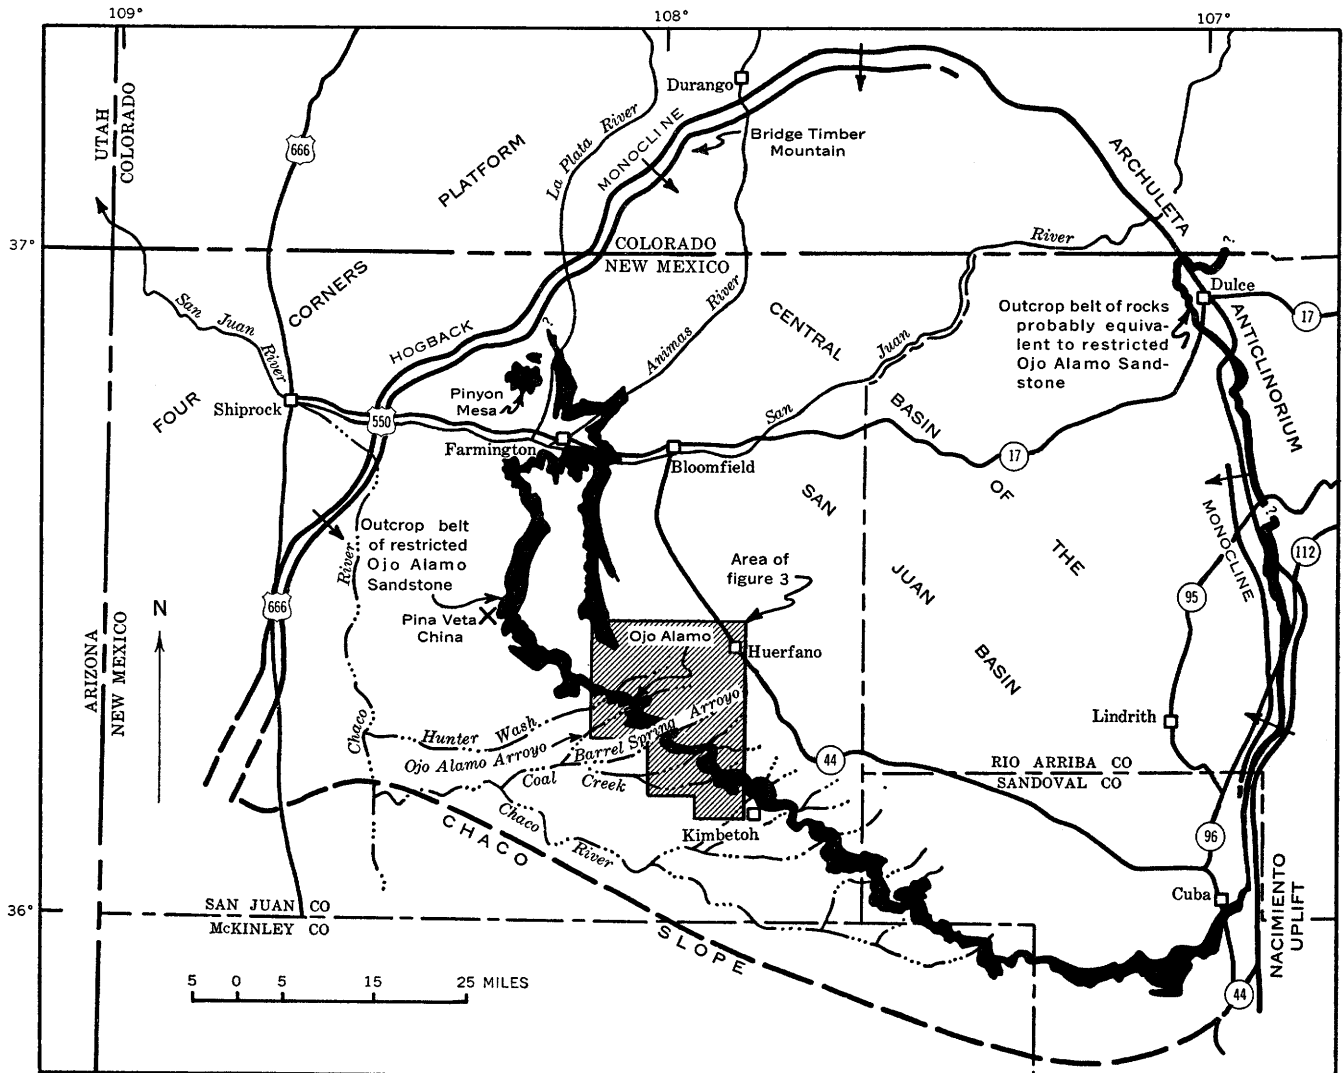 109°
108°
107°
UTAH
COLORADO
666
PLATFORM
La Plata River
Durango
MONOCLINE
Bridge Timber
Mountain
ARCHULETA
37°
COLORADO
NEW MEXICO
River
?
Dulce
17
San Juan River
CORNERS
HOGBACK
?
Animas River
CENTRAL
Juan
Outcrop belt of rocks
probably equiva-
lent to restricted
Ojo Alamo Sand-
stone
ANTICLINORIUM
FOUR
Shiprock
550
Pinyon
Mesa
Farmington
Bloomfield
San
BASIN
17
OF
THE
SAN
JUAN
BASIN
MONOCLINE
?
112
95
Outcrop belt
of restricted
Ojo Alamo
Sandstone
River
Pina Veta
China
Area of
figure 3
Ojo Alamo
Huerfano
N
666
ARIZONA
NEW MEXICO
Chaco
Hunter Wash
Ojo Alamo Arroyo
Barrel Spring Arroyo
Coal Creek
Lindrith
44
RIO ARRIBA CO
SANDOVAL CO
Chaco River
Kimbetoh
CHACO
SLOPE
96
Cuba
NACIMIENTO
UPLIFT
36°
SAN JUAN CO
McKINLEY CO
44
5 0 5 15 25 MILES